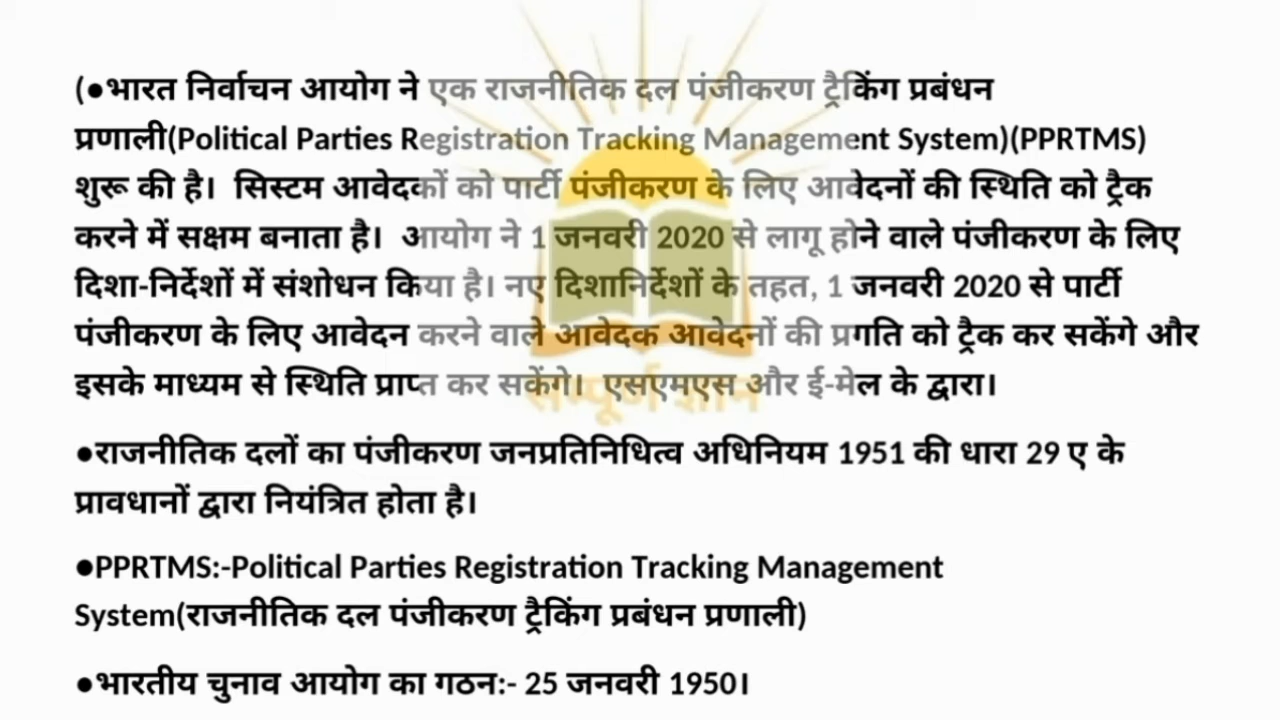 (●भारत निर्वाचन आयोग ने एक राजनीतिक दल पंजीकरण ट्रैकिंग प्रबंधन
प्रणाली(Political Parties Registration Tracking Management System)(PPRTMS)
शुरू की है। सिस्टम आवेदकों को पार्टी पंजीकरण के लिए आवेदनों की स्थिति को ट्रैक
करने में सक्षम बनाता है। आयोग ने 1 जनवरी 2020 से लागू होने वाले पंजीकरण के लिए
दिशा-निर्देशों में संशोधन किया है। नए दिशानिर्देशों के तहत, 1 जनवरी 2020 से पार्टी
पंजीकरण के लिए आवेदन करने वाले आवेदक आवेदनों की प्रगति को ट्रैक कर सकेंगे और
इसके माध्यम से स्थिति प्राप्त कर सकेंगे। एसएमएस और ई-मेल के द्वारा।
सम्पूर्ण ज्ञान
●राजनीतिक दलों का पंजीकरण जनप्रतिनिधित्व अधिनियम 1951 की धारा 29 ए के
प्रावधानों द्वारा नियंत्रित होता है।
●PPRTMS:-Political Parties Registration Tracking Management
System(राजनीतिक दल पंजीकरण ट्रैकिंग प्रबंधन प्रणाली)
●भारतीय चुनाव आयोग का गठन:- 25 जनवरी 1950।